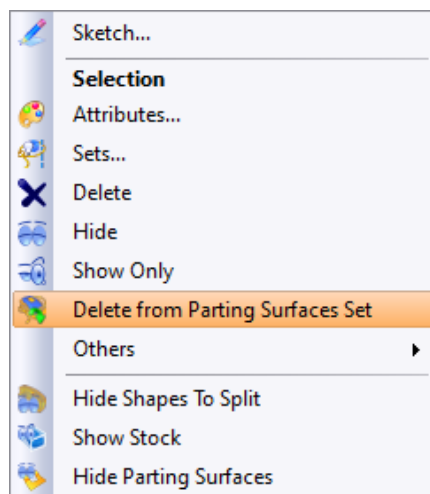 Sketch...
Selection
Attributes...
Sets...
Delete
Hide
Show Only
Delete from Parting Surfaces Set
Others
Hide Shapes To Split
Show Stock
Hide Parting Surfaces